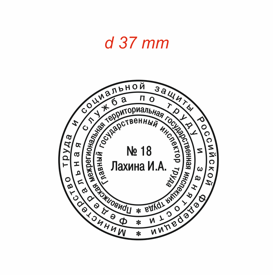 d 37 mm
Министерство труда и социальной защиты Российской Федерации *
Федеральная служба по труду и занятости *
Приволжская межрегиональная территориальная государственная инспекция труда *
Главный государственный инспектор труда
№ 18
Лахина И.А.